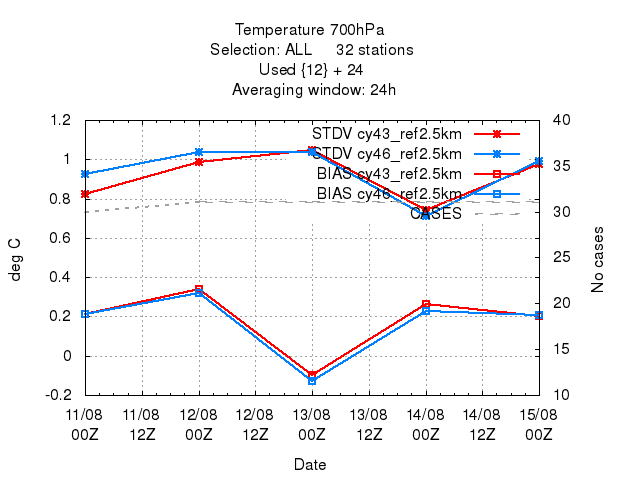 Temperature 700hPa
Selection: ALL 32 stations
Used {12} + 24
Averaging window: 24h
1.2
1
0.8
0.6
0.4
0.2
0
-0.2
deg C
40
35
30
25
20
15
10
No cases
STDV cy43_ref2.5km
STDV cy46_ref2.5km
BIAS cy43_ref2.5km
BIAS cy46_ref2.5km
CASES
11/08 11/08 12/08 12/08 13/08 13/08 14/08 14/08 15/08
00Z 12Z 00Z 12Z 00Z 12Z 00Z 12Z 00Z
Date